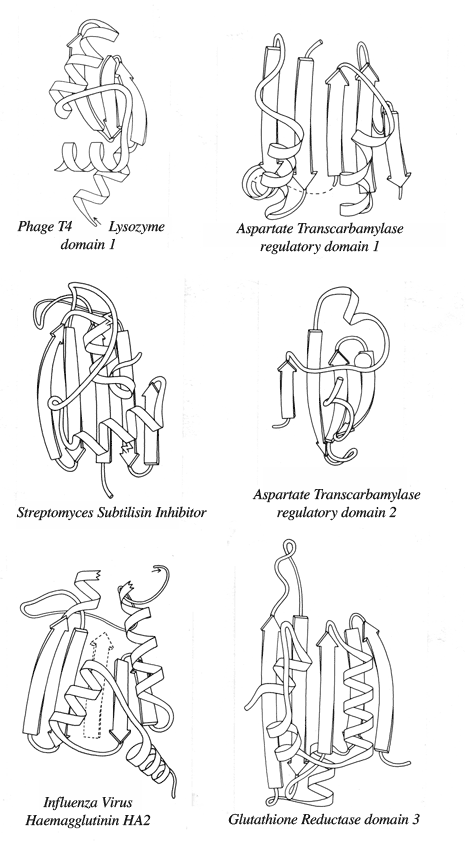 Phage T4 Lysozyme
domain 1
Aspartate Transcarbamylase
regulatory domain 1
Streptomyces Subtilisin Inhibitor
Aspartate Transcarbamylase
regulatory domain 2
Influenza Virus
Haemagglutinin HA2
Glutathione Reductase domain 3